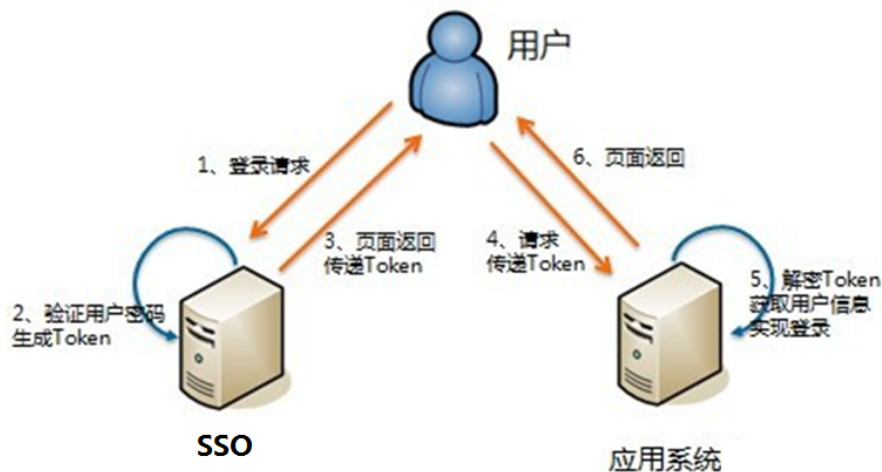 用户
1、登录请求
6、页面返回
3、页面返回
传递Token
4、请求
传递Token
2、验证用户密码
生成Token
5、解密Token
获取用户信息
实现登录
SSO
应用系统